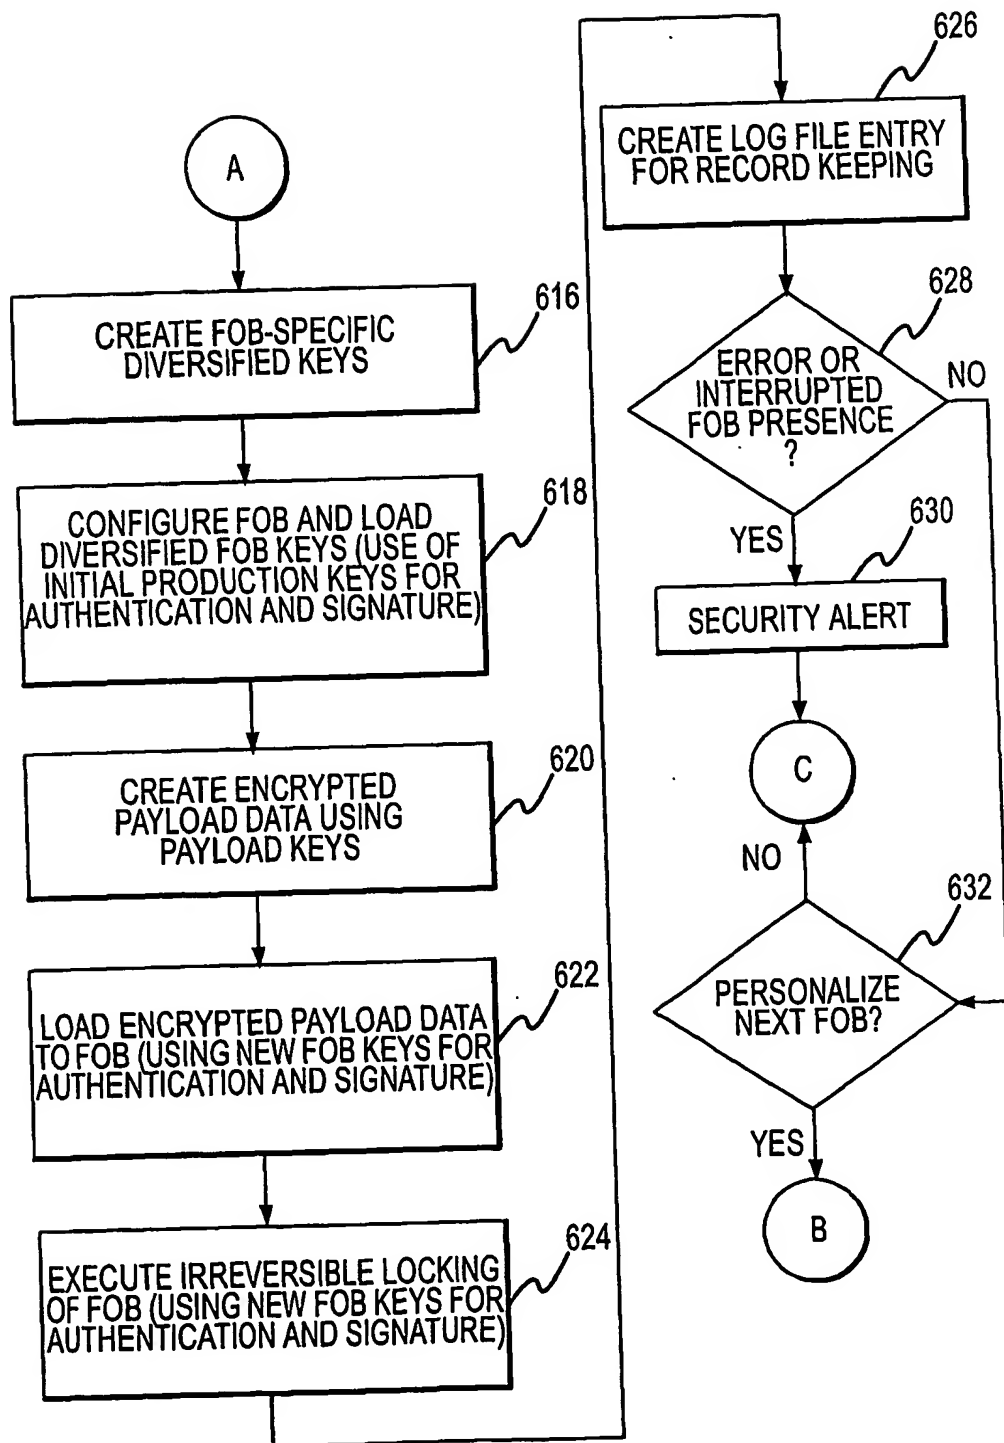 A
616
CREATE FOB-SPECIFIC
DIVERSIFIED KEYS
618
CONFIGURE FOB AND LOAD
DIVERSIFIED FOB KEYS (USE OF
INITIAL PRODUCTION KEYS FOR
AUTHENTICATION AND SIGNATURE)
620
CREATE ENCRYPTED
PAYLOAD DATA USING
PAYLOAD KEYS
622
LOAD ENCRYPTED PAYLOAD DATA
TO FOB (USING NEW FOB KEYS FOR
AUTHENTICATION AND SIGNATURE)
624
EXECUTE IRREVERSIBLE LOCKING
OF FOB (USING NEW FOB KEYS FOR
AUTHENTICATION AND SIGNATURE)
626
CREATE LOG FILE ENTRY
FOR RECORD KEEPING
628
ERROR OR
INTERRUPTED
FOB PRESENCE
?
NO
YES
630
SECURITY ALERT
C
NO
632
PERSONALIZE
NEXT FOB?
YES
B